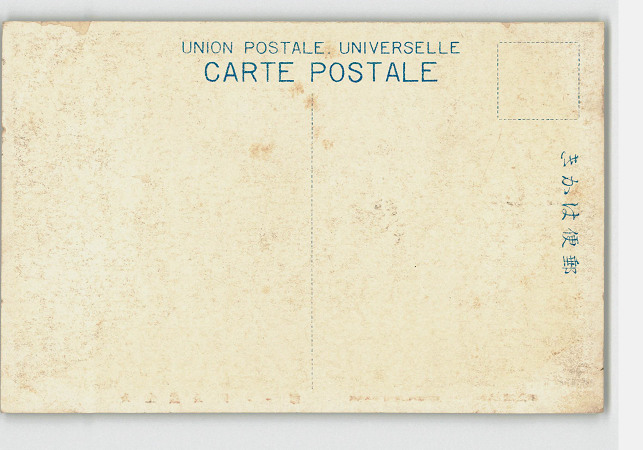 UNION POSTALE UNIVERSELLE
CARTE POSTALE
郵便はかき